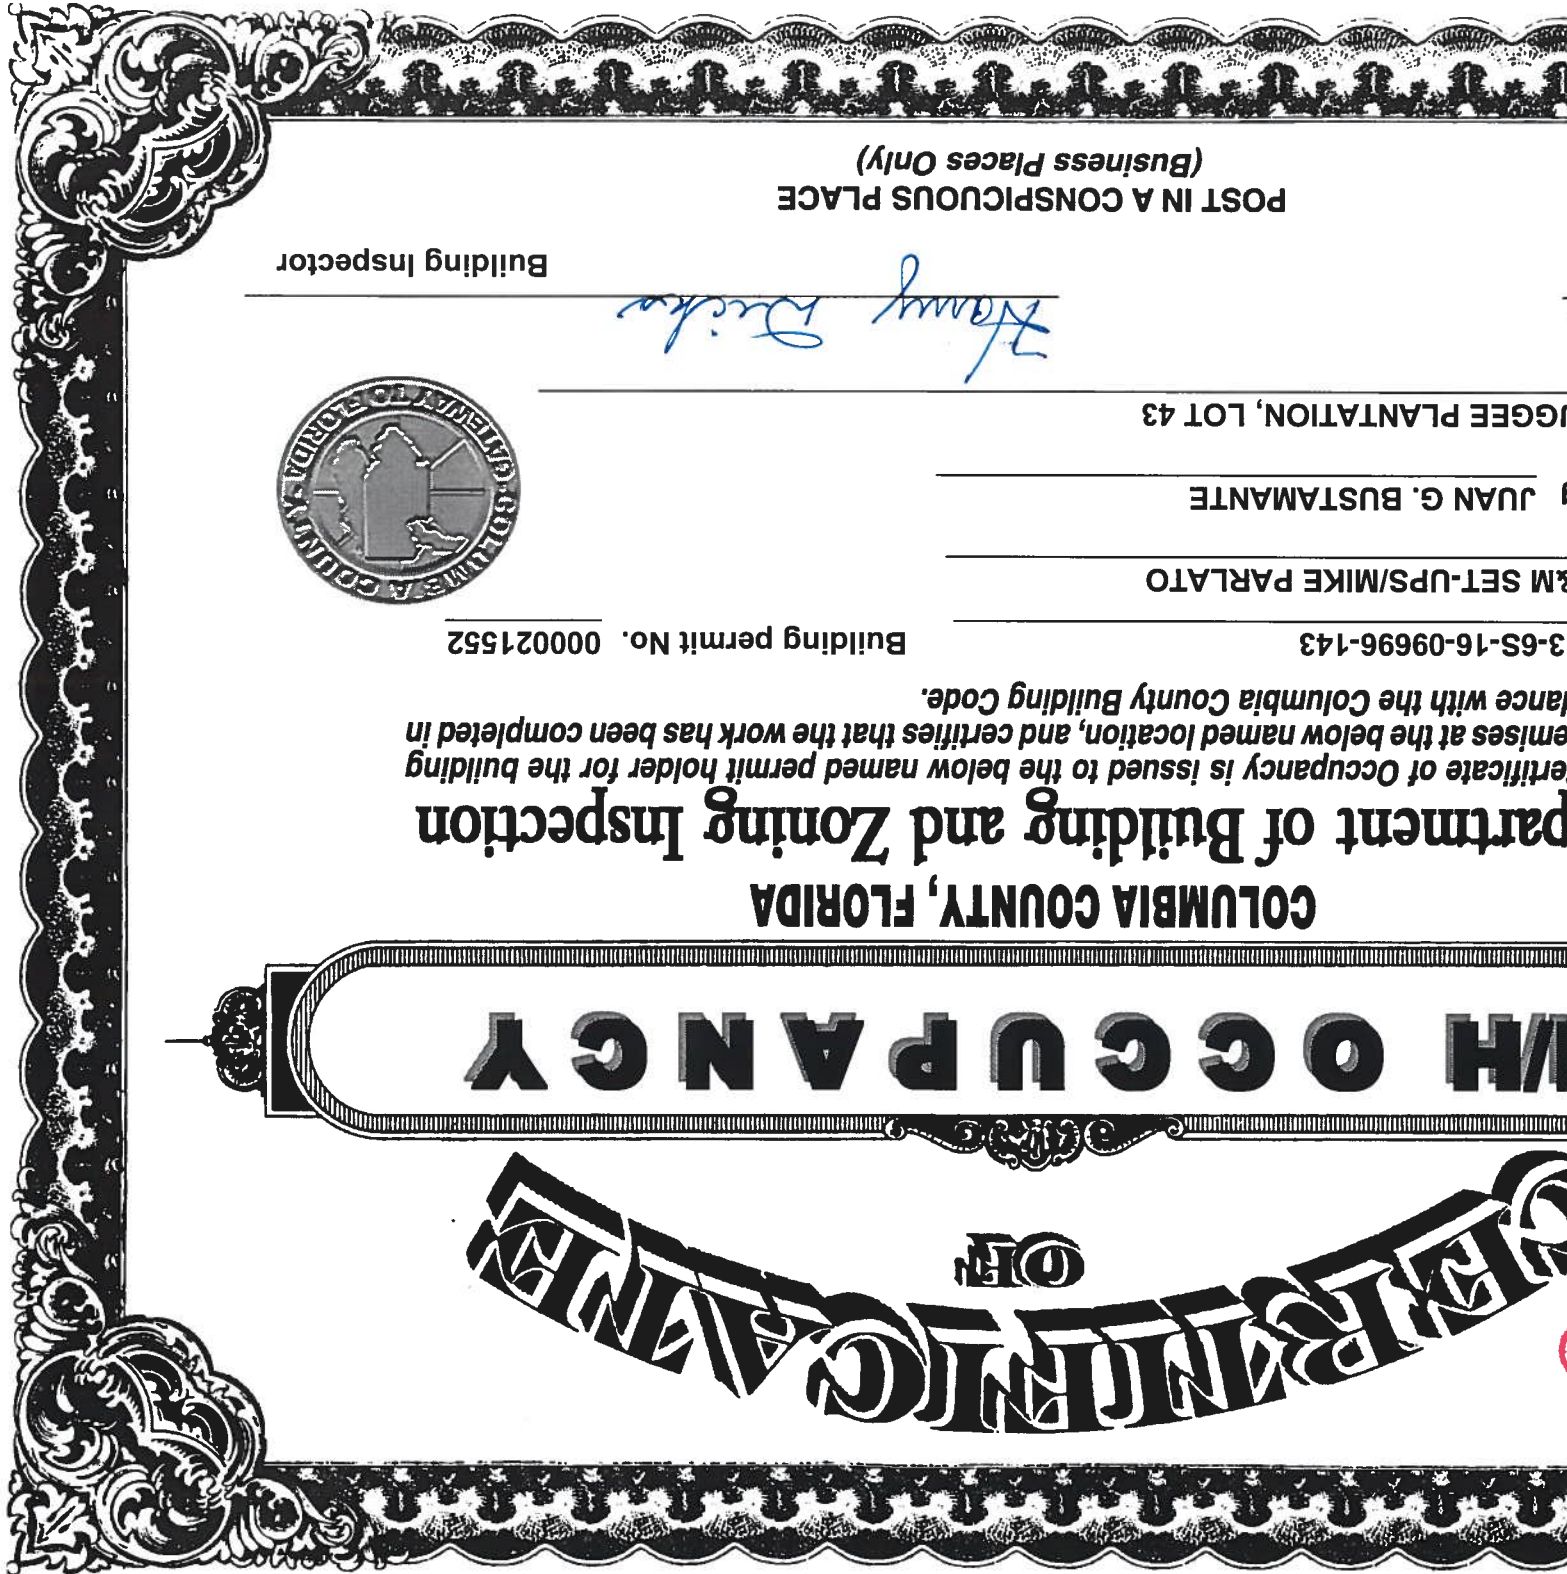 CERTIFICATE
OF
/H OCCUPANCY
COLUMBIA COUNTY, FLORIDA
partment of Building and Zoning Inspection
ertificate of Occupancy is issued to the below named permit holder for the building
emises at the below named location, and certifies that the work has been completed in
dance with the Columbia County Building Code.
3-6S-16-09696-143 Building permit No. 000021552
&M SET-UPS/MIKE PARLATO
JUAN G. BUSTAMANTE
UGGEE PLANTATION, LOT 43
COLUMBIA COUNTY
GATEWAY TO FLORIDA
Harry Dicks
Building Inspector
POST IN A CONSPICUOUS PLACE
(Business Places Only)